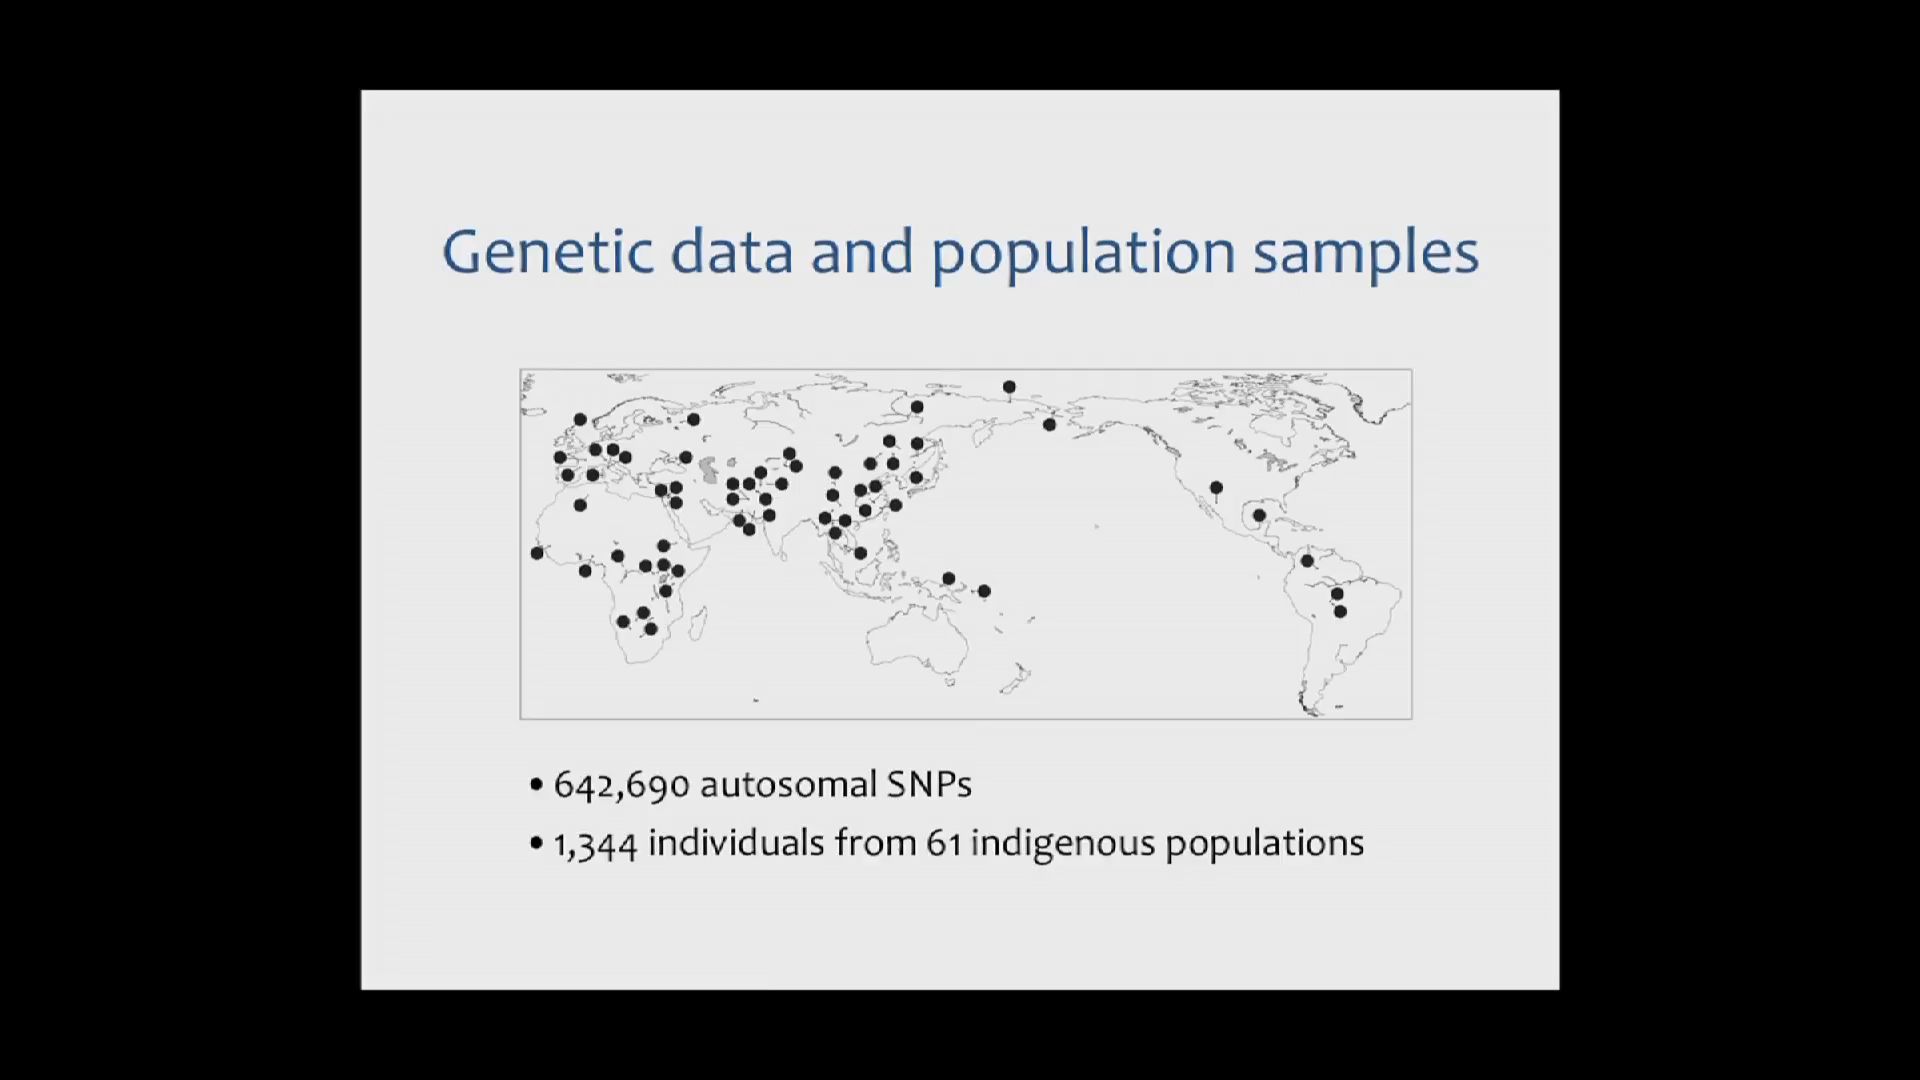 Genetic data and population samples
• 642,690 autosomal SNPs
• 1,344 individuals from 61 indigenous populations